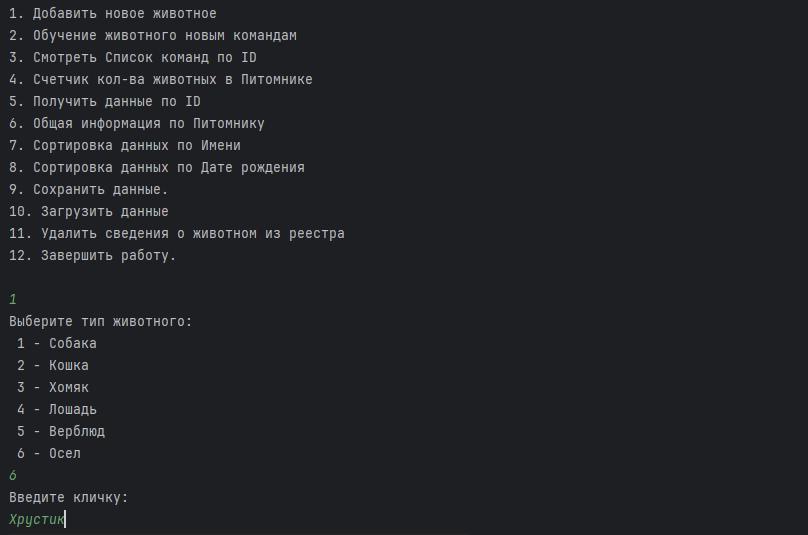 1. Добавить новое животное
2. Обучение животного новым командам
3. Смотреть Список команд по ID
4. Счетчик кол-ва животных в Питомнике
5. Получить данные по ID
6. Общая информация по Питомнику
7. Сортировка данных по Имени
8. Сортировка данных по Дате рождения
9. Сохранить данные.
10. Загрузить данные
11. Удалить сведения о животном из реестра
12. Завершить работу.
1
Выберите тип животного:
1 - Собака
2 - Кошка
3 - Хомяк
4 - Лошадь
5 - Верблюд
6 - Осел
6
Введите кличку:
Хрустик